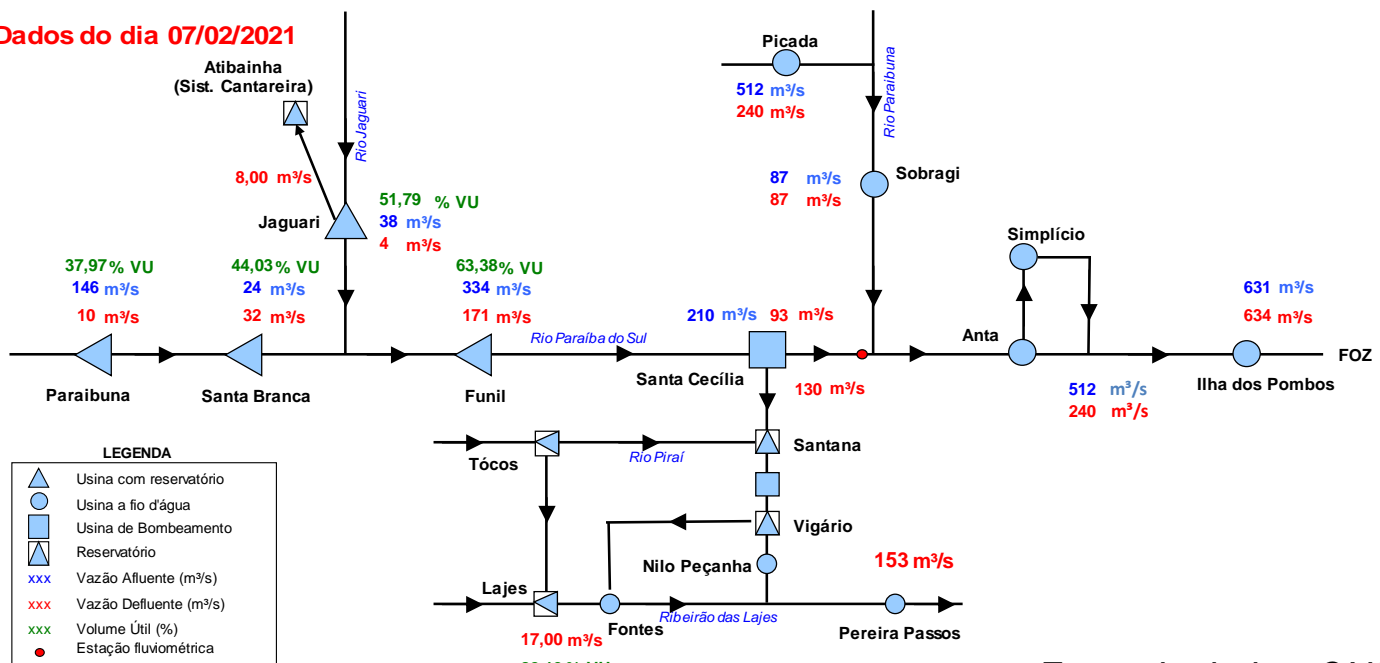 Dados do dia 07/02/2021
Atibainha
(Sist. Cantareira)
Rio Jaguari
8,00 m³/s
Jaguari
51,79 % VU
38 m³/s
4 m³/s
Picada
512 m³/s
240 m³/s
Rio Paraibuna
Sobragi
87 m³/s
87 m³/s
Simplício
37,97% VU
146 m³/s
10 m³/s
Paraibuna
44,03% VU
24 m³/s
32 m³/s
Santa Branca
63,38% VU
334 m³/s
171 m³/s
Funil
Rio Paraíba do Sul
210 m³/s 93 m³/s
Santa Cecília
130 m³/s
Anta
512 m³/s
240 m³/s
631 m³/s
634 m³/s
Ilha dos Pombos
FOZ
Tócos
Rio Piraí
Santana
Vigário
Nilo Peçanha
153 m³/s
Lajes
Fontes
Ribeirão das Lajes
Pereira Passos
17,00 m³/s
LEGENDA
Usina com reservatório
Usina a fio d'água
Usina de Bombeamento
Reservatório
xxx Vazão Afluente (m³/s)
xxx Vazão Defluente (m³/s)
xxx Volume Útil (%)
Estação fluviométrica